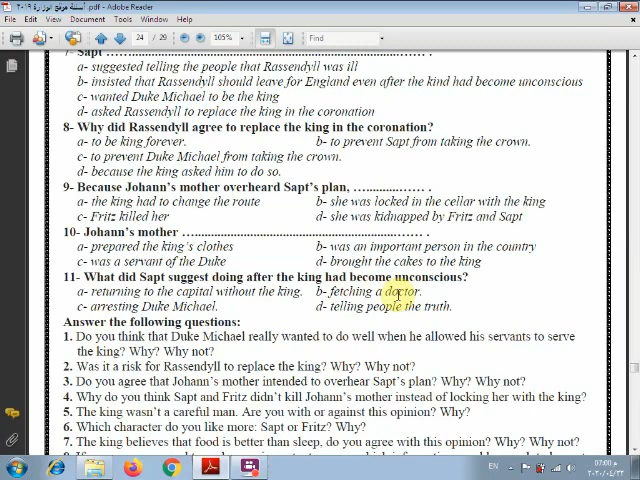 أسئلة مرفق الوزارة ٢٠١٩.pdf - Adobe Reader
File Edit View Document Tools Window Help
24 / 29 105% Find
7- Sapt ............................................................................ .
a- suggested telling the people that Rassendyll was ill
b- insisted that Rassendyll should leave for England even after the kind had become unconscious
c- wanted Duke Michael to be the king
d- asked Rassendyll to replace the king in the coronation
8- Why did Rassendyll agree to replace the king in the coronation?
a- to be king forever. b- to prevent Sapt from taking the crown.
c- to prevent Duke Michael from taking the crown.
d- because the king asked him to do so.
9- Because Johann's mother overheard Sapt's plan, …...........…… .
a- the king had to change the route b- she was locked in the cellar with the king
c- Fritz killed her d- she was kidnapped by Fritz and Sapt
10- Johann's mother …........................................…… .
a- prepared the king's clothes b- was an important person in the country
c- was a servant of the Duke d- brought the cakes to the king
11- What did Sapt suggest doing after the king had become unconscious?
a- returning to the capital without the king. b- fetching a doctor.
c- arresting Duke Michael. d- telling people the truth.
Answer the following questions:
1. Do you think that Duke Michael really wanted to do well when he allowed his servants to serve
the king? Why? Why not?
2. Was it a risk for Rassendyll to replace the king? Why? Why not?
3. Do you agree that Johann's mother intended to overhear Sapt's plan? Why? Why not?
4. Why do you think Sapt and Fritz didn't kill Johann's mother instead of locking her with the king?
5. The king wasn't a careful man. Are you with or against this opinion? Why?
6. Which character do you like more: Sapt or Fritz? Why?
7. The king believes that food is better than sleep, do you agree with this opinion? Why? Why not?
EN
07:00 م
٢٠٢٠/٠٤/٢٢